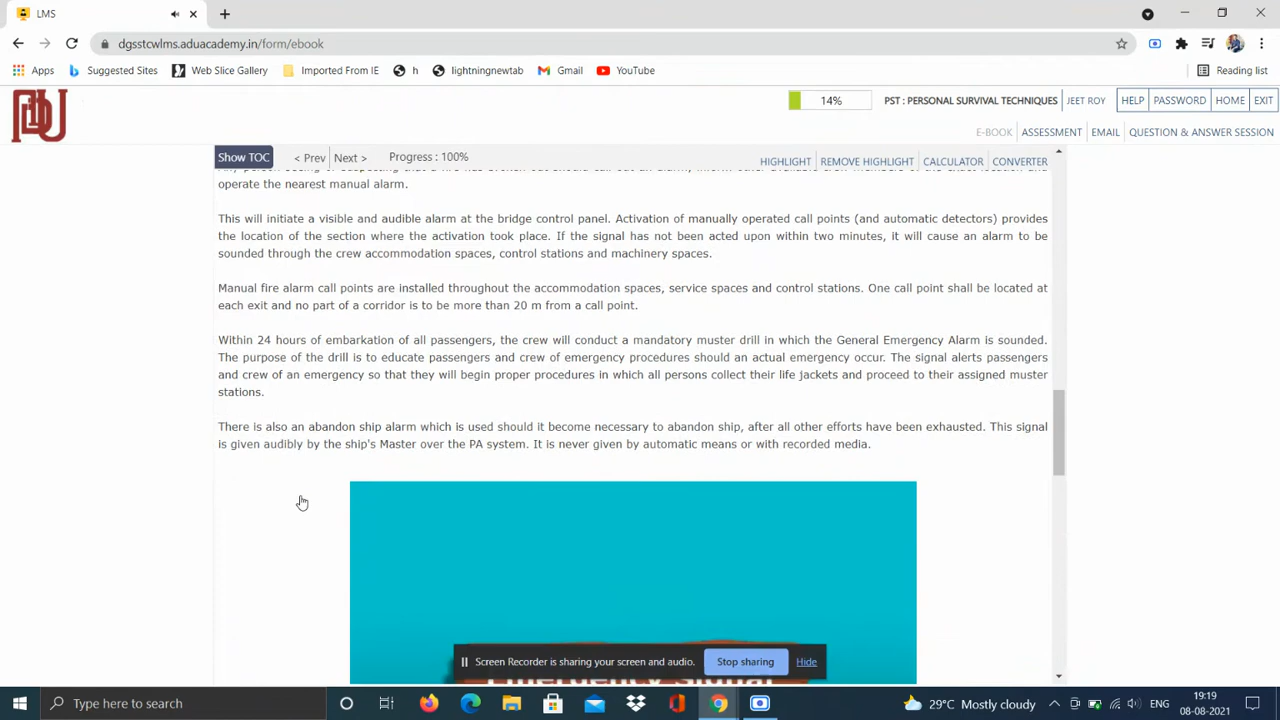 LMS
dgsstcwlms.aduacademy.in/form/ebook
Apps Suggested Sites Web Slice Gallery Imported From IE h lightningnewtab Gmail YouTube Reading list
ADU 14% PST : PERSONAL SURVIVAL TECHNIQUES JEET ROY HELP PASSWORD HOME EXIT
E-BOOK ASSESSMENT EMAIL QUESTION & ANSWER SESSION
Show TOC < Prev Next > Progress : 100% HIGHLIGHT REMOVE HIGHLIGHT CALCULATOR CONVERTER
operate the nearest manual alarm.
This will initiate a visible and audible alarm at the bridge control panel. Activation of manually operated call points (and automatic detectors) provides
the location of the section where the activation took place. If the signal has not been acted upon within two minutes, it will cause an alarm to be
sounded through the crew accommodation spaces, control stations and machinery spaces.
Manual fire alarm call points are installed throughout the accommodation spaces, service spaces and control stations. One call point shall be located at
each exit and no part of a corridor is to be more than 20 m from a call point.
Within 24 hours of embarkation of all passengers, the crew will conduct a mandatory muster drill in which the General Emergency Alarm is sounded.
The purpose of the drill is to educate passengers and crew of emergency procedures should an actual emergency occur. The signal alerts passengers
and crew of an emergency so that they will begin proper procedures in which all persons collect their life jackets and proceed to their assigned muster
stations.
There is also an abandon ship alarm which is used should it become necessary to abandon ship, after all other efforts have been exhausted. This signal
is given audibly by the ship's Master over the PA system. It is never given by automatic means or with recorded media.
Screen Recorder is sharing your screen and audio. Stop sharing Hide
Emergency Signal
Type here to search 29°C Mostly cloudy ENG 19:19
08-08-2021